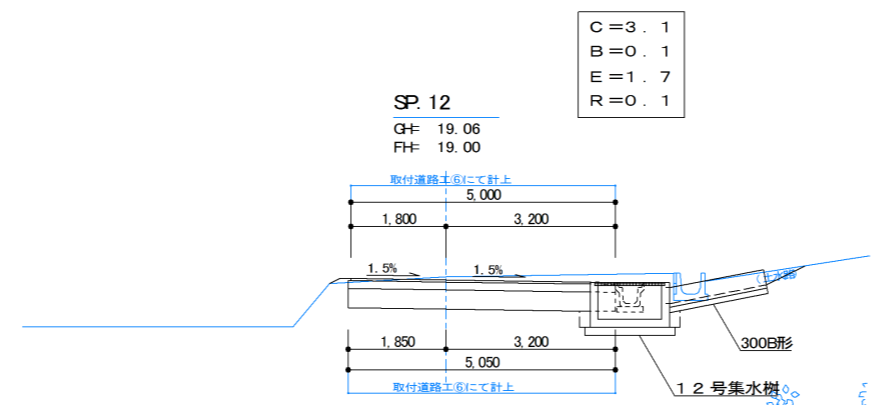 C=3.1
B=0.1
E=1.7
R=0.1
SP.12
GH= 19.06
FH= 19.00
取付道路工⑥にて計上
5,000
1,800 3,200
1.5% 1.5%
300B形
1,850 3,200
5,050
取付道路工⑥にて計上
12号集水桝